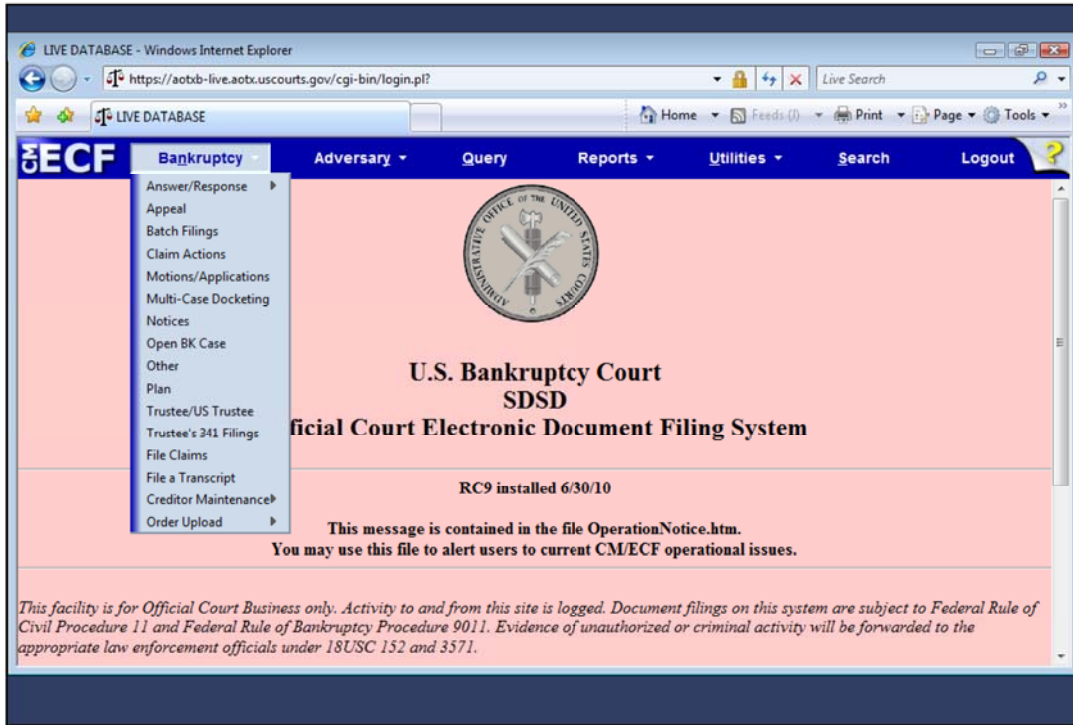 LIVE DATABASE - Windows Internet Explorer
https://aotxb-live.aotx.uscourts.gov/cgi-bin/login.pl?
Live Search
LIVE DATABASE
Home Feeds (J) Print Page Tools
CM ECF Bankruptcy Adversary Query Reports Utilities Search Logout ?
Answer/Response
Appeal
Batch Filings
Claim Actions
Motions/Applications
Multi-Case Docketing
Notices
Open BK Case
Other
Plan
Trustee/US Trustee
Trustee's 341 Filings
File Claims
File a Transcript
Creditor Maintenance
Order Upload
ADMINISTRATIVE OFFICE OF THE UNITED STATES COURTS
U.S. Bankruptcy Court
SDSD
ficial Court Electronic Document Filing System
RC9 installed 6/30/10
This message is contained in the file OperationNotice.htm.
You may use this file to alert users to current CM/ECF operational issues.
This facility is for Official Court Business only. Activity to and from this site is logged. Document filings on this system are subject to Federal Rule of
Civil Procedure 11 and Federal Rule of Bankruptcy Procedure 9011. Evidence of unauthorized or criminal activity will be forwarded to the
appropriate law enforcement officials under 18USC 152 and 3571.